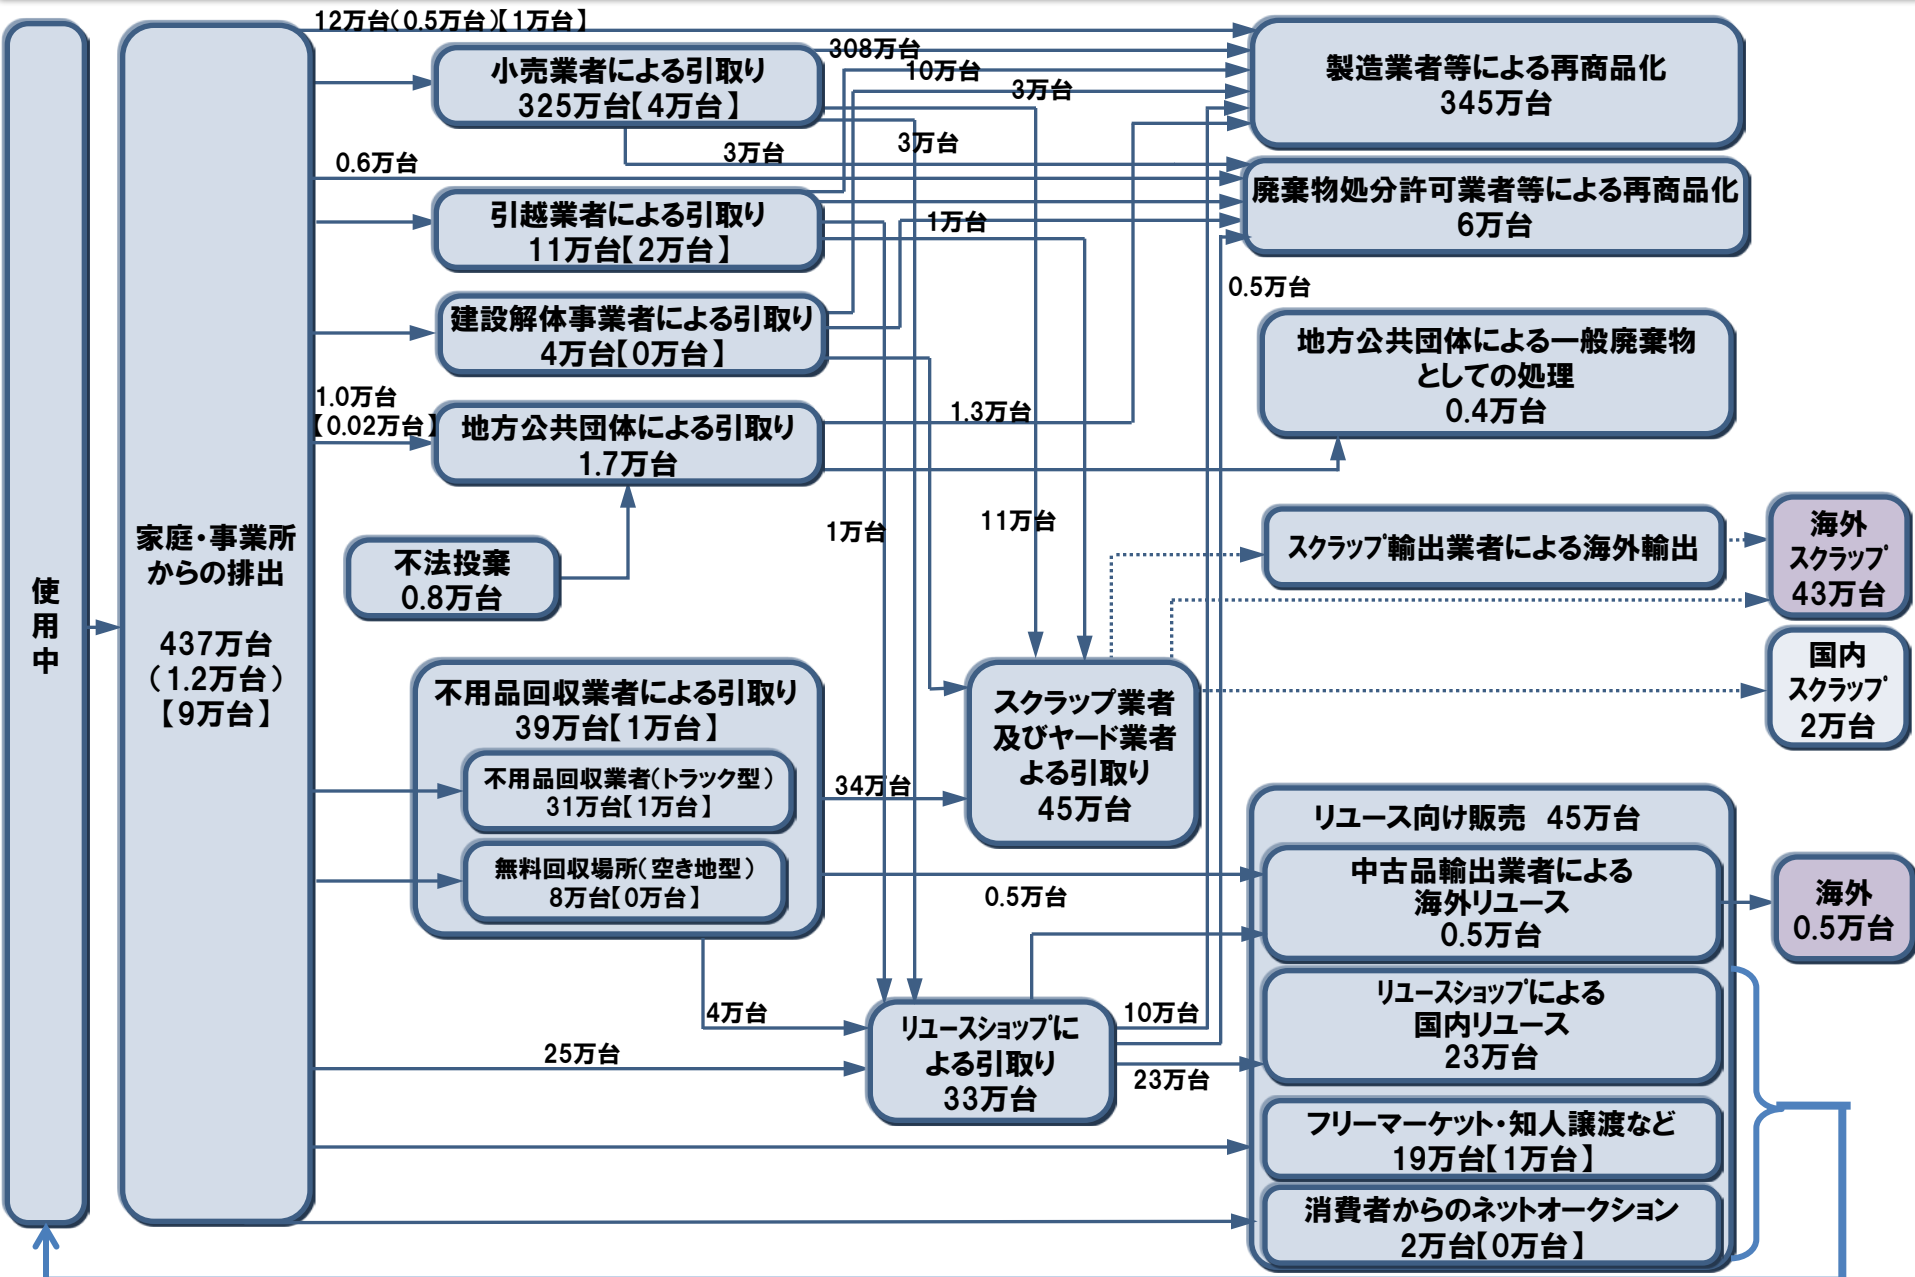 使
用
中
家庭・事業所
からの排出
437万台
（1.2万台）
【9万台】
12万台（0.5万台）【1万台】
小売業者による引取り
325万台【4万台】
308万台
10万台
3万台
3万台
3万台
0.6万台
引越業者による引取り
11万台【2万台】
1万台
建設解体事業者による引取り
4万台【0万台】
1.0万台
【0.02万台】
地方公共団体による引取り
1.7万台
1.3万台
不法投棄
0.8万台
1万台
11万台
不用品回収業者による引取り
39万台【1万台】
不用品回収業者（トラック型）
31万台【1万台】
無料回収場所（空き地型）
8万台【0万台】
34万台
0.5万台
4万台
25万台
スクラップ業者
及びヤード業者
よる引取り
45万台
リユースショップに
よる引取り
33万台
10万台
23万台
0.5万台
製造業者等による再商品化
345万台
廃棄物処分許可業者等による再商品化
6万台
地方公共団体による一般廃棄物
としての処理
0.4万台
スクラップ輸出業者による海外輸出
海外
スクラップ
43万台
国内
スクラップ
2万台
リユース向け販売　45万台
中古品輸出業者による
海外リユース
0.5万台
海外
0.5万台
リユースショップによる
国内リユース
23万台
フリーマーケット・知人譲渡など
19万台【1万台】
消費者からのネットオークション
2万台【0万台】